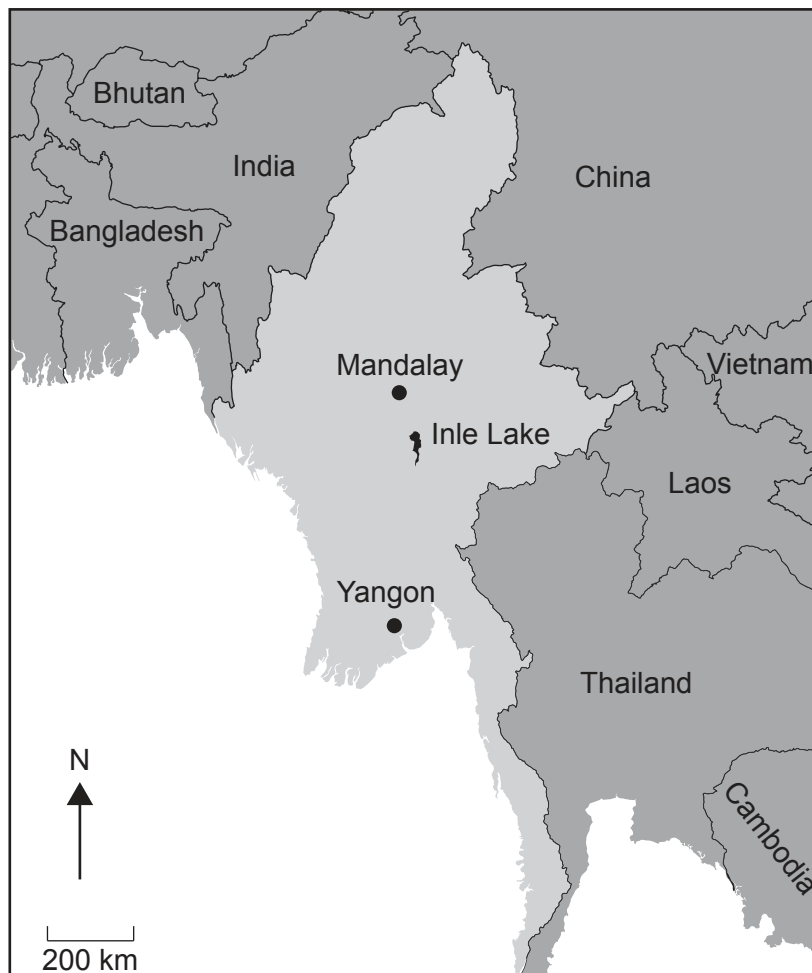 Bhutan
India
China
Bangladesh
Mandalay
Vietnam
Inle Lake
Laos
Yangon
Thailand
N
Cambodia
200 km